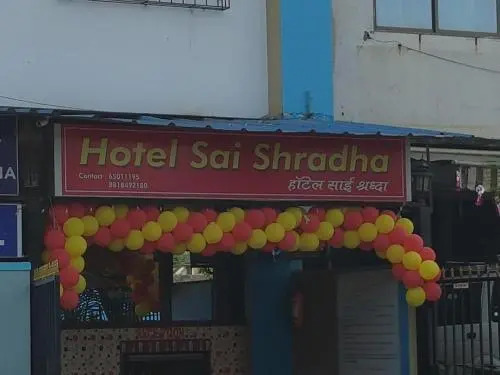 Hotel Sai Shradha
Contact : 65011195
9818492180
हॉटेल साई श्रध्दा